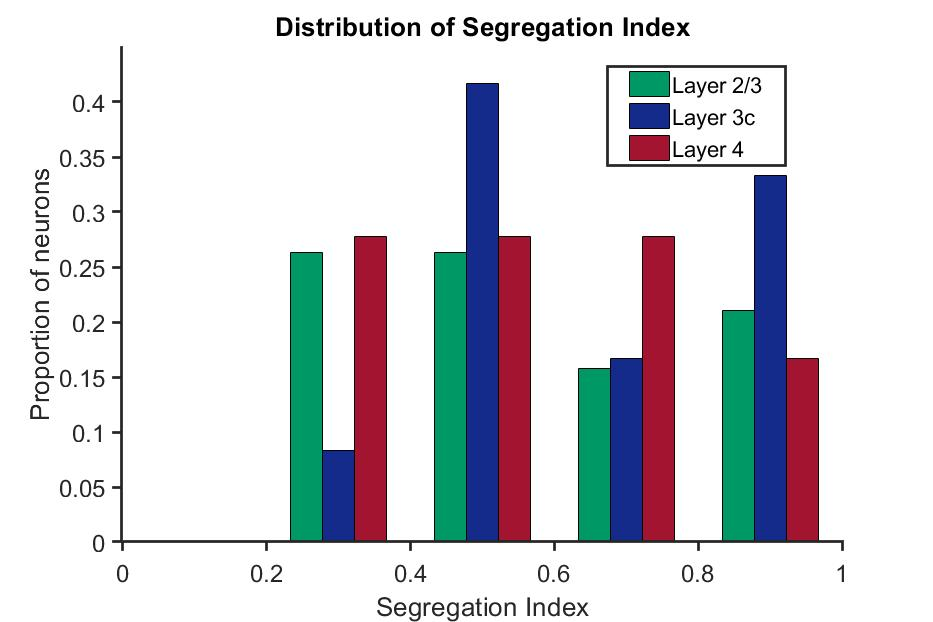 Distribution of Segregation Index
Layer 2/3
Layer 3c
Layer 4
Proportion of neurons
0.4
0.35
0.3
0.25
0.2
0.15
0.1
0.05
0
0 0.2 0.4 0.6 0.8 1
Segregation Index